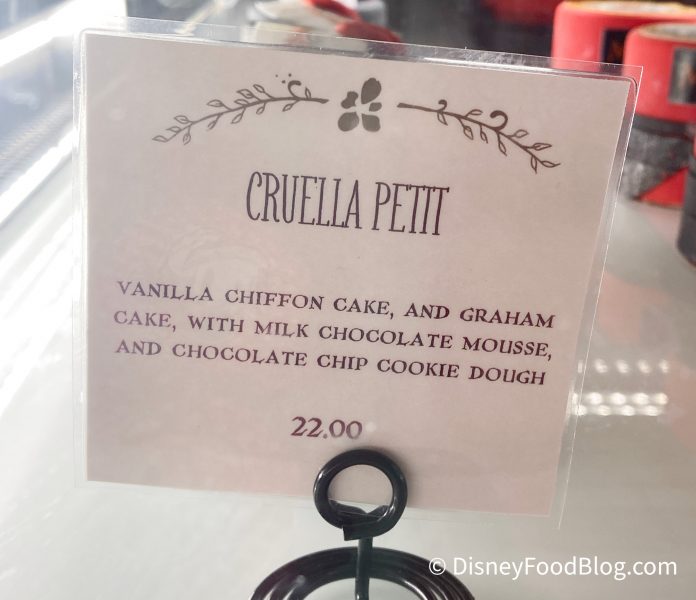 CRUELLA PETIT
VANILLA CHIFFON CAKE, AND GRAHAM
CAKE, WITH MILK CHOCOLATE MOUSSE,
AND CHOCOLATE CHIP COOKIE DOUGH
22.00
© DisneyFoodBlog.com